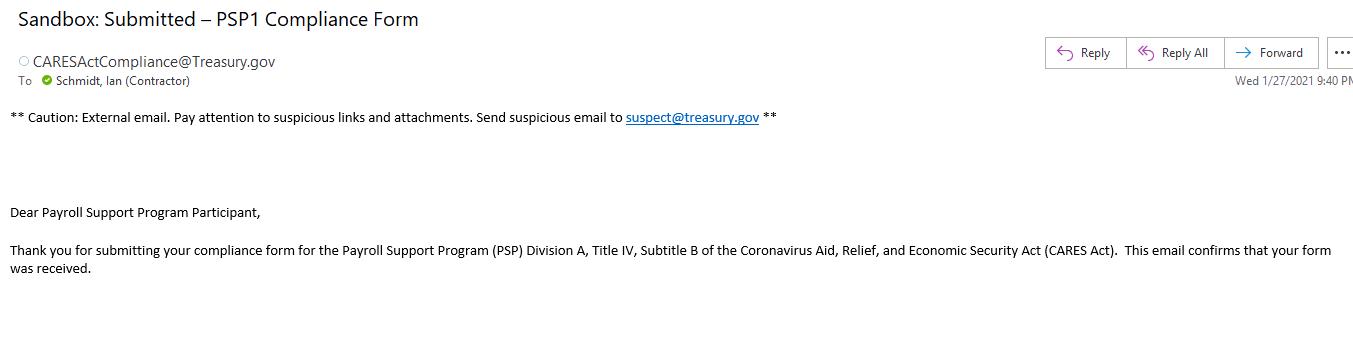 Sandbox: Submitted – PSP1 Compliance Form
CARESActCompliance@Treasury.gov
Reply
Reply All
Forward
To Schmidt, Ian (Contractor)
Wed 1/27/2021 9:40 PM
** Caution: External email. Pay attention to suspicious links and attachments. Send suspicious email to suspect@treasury.gov **
Dear Payroll Support Program Participant,
Thank you for submitting your compliance form for the Payroll Support Program (PSP) Division A, Title IV, Subtitle B of the Coronavirus Aid, Relief, and Economic Security Act (CARES Act).  This email confirms that your form
was received.